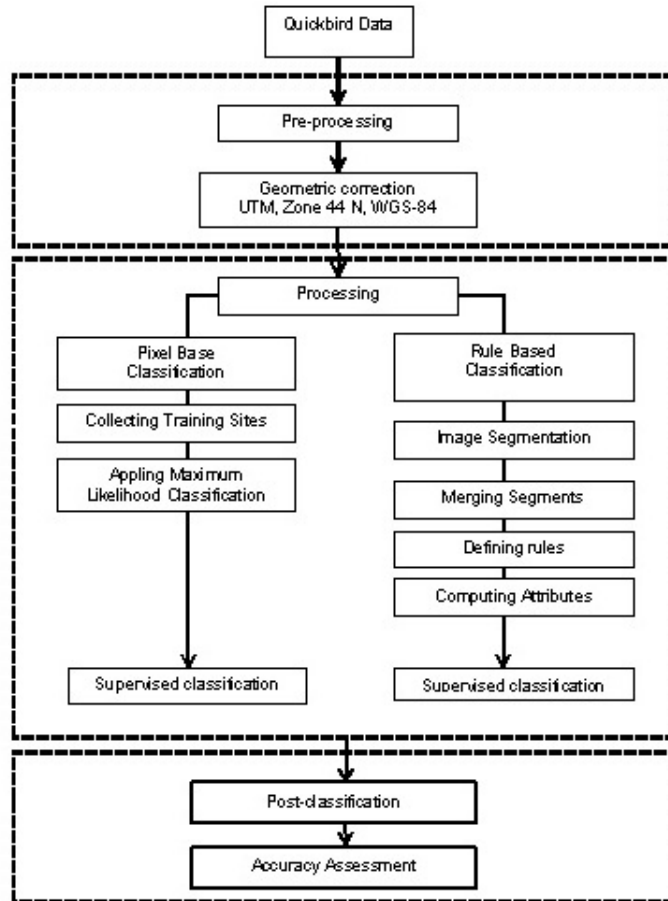 Quickbird Data
Pre-processing
Geometric correction
UTM, Zone 44 N, WGS-84
Processing
Pixel Base
Classification
Collecting Training Sites
Appling Maximum
Likelihood Classification
Supervised classification
Rule Based
Classification
Image Segmentation
Merging Segments
Defining rules
Computing Attributes
Supervised classification
Post-classification
Accuracy Assessment